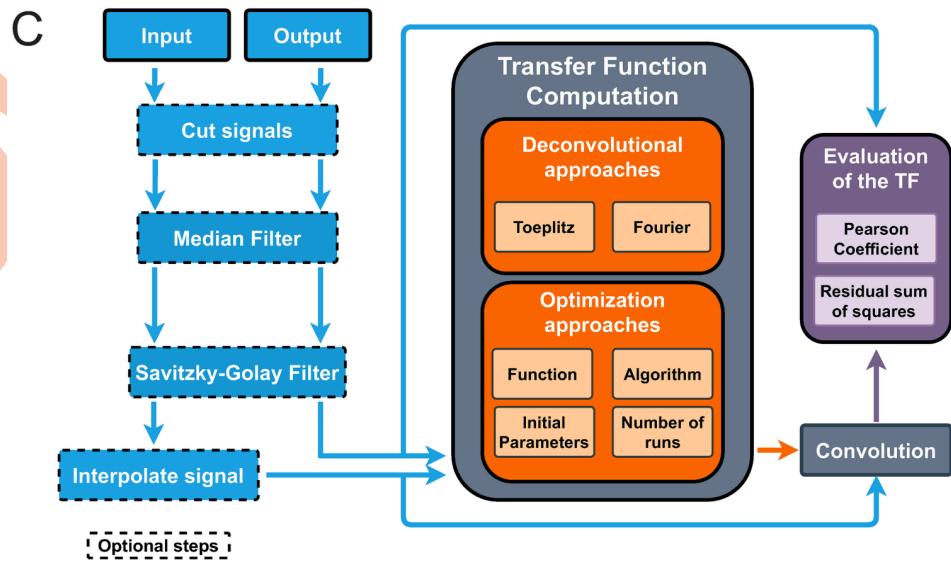 C
Input
Output
Cut signals
Median Filter
Savitzky-Golay Filter
Interpolate signal
Optional steps
Transfer Function
Computation
Deconvolutional
approaches
Toeplitz
Fourier
Optimization
approaches
Function
Algorithm
Initial
Parameters
Number of
runs
Evaluation
of the TF
Pearson
Coefficient
Residual sum
of squares
Convolution